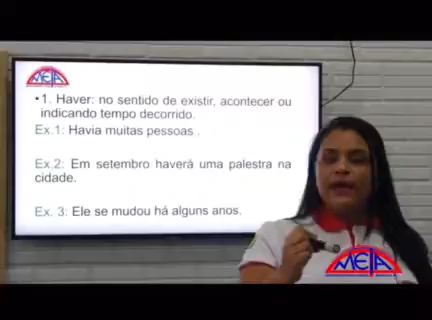 META
•1. Haver: no sentido de existir, acontecer ou
indicando tempo decorrido.
Ex.1: Havia muitas pessoas .
Ex.2: Em setembro haverá uma palestra na
cidade.
Ex. 3: Ele se mudou há alguns anos.
META